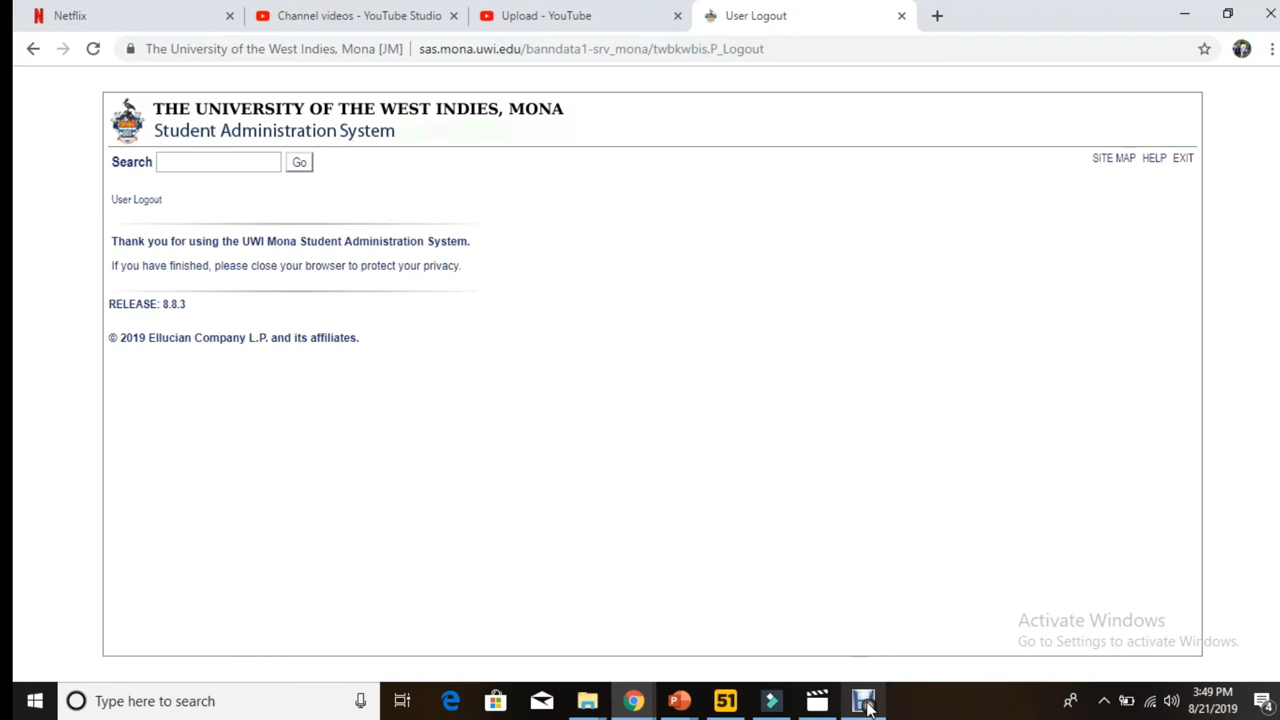 Netflix
Channel videos - YouTube Studio
Upload - YouTube
User Logout
The University of the West Indies, Mona [JM]
sas.mona.uwi.edu/banndata1-srv_mona/twbkwbis.P_Logout
THE UNIVERSITY OF THE WEST INDIES, MONA
Student Administration System
Search
Go
SITE MAP HELP EXIT
User Logout
Thank you for using the UWI Mona Student Administration System.
If you have finished, please close your browser to protect your privacy.
RELEASE: 8.8.3
© 2019 Ellucian Company L.P. and its affiliates.
Activate Windows
Go to Settings to activate Windows.
Type here to search
51
3:49 PM
8/21/2019
4